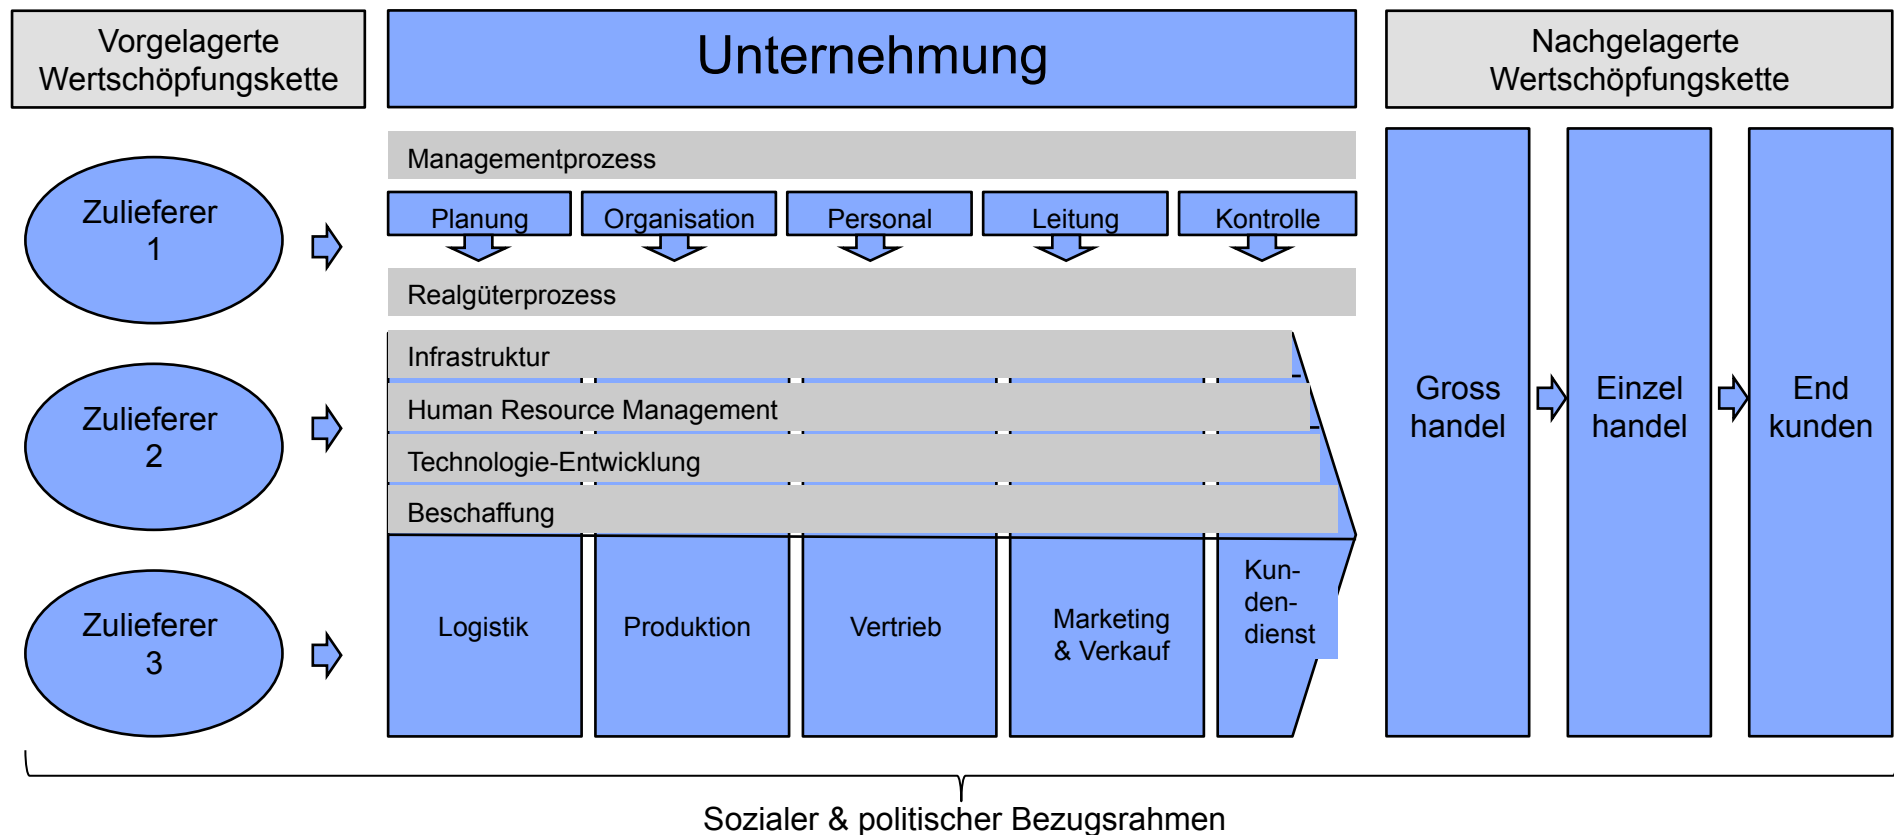 Vorgelagerte
Wertschöpfungskette
Unternehmung
Nachgelagerte
Wertschöpfungskette
Zulieferer
1
Zulieferer
2
Zulieferer
3
Managementprozess
Planung
Organisation
Personal
Leitung
Kontrolle
Realgüterprozess
Infrastruktur
Human Resource Management
Technologie-Entwicklung
Beschaffung
Logistik
Produktion
Vertrieb
Marketing
& Verkauf
Kun-
den-
dienst
Gross
handel
Einzel
handel
End
kunden
Sozialer & politischer Bezugsrahmen